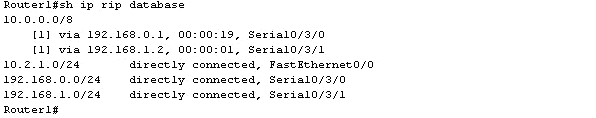 Router1#sh ip rip database
10.0.0.0/8
    [1] via 192.168.0.1, 00:00:19, Serial0/3/0
    [1] via 192.168.1.2, 00:00:01, Serial0/3/1
10.2.1.0/24    directly connected, FastEthernet0/0
192.168.0.0/24    directly connected, Serial0/3/0
192.168.1.0/24    directly connected, Serial0/3/1
Router1#